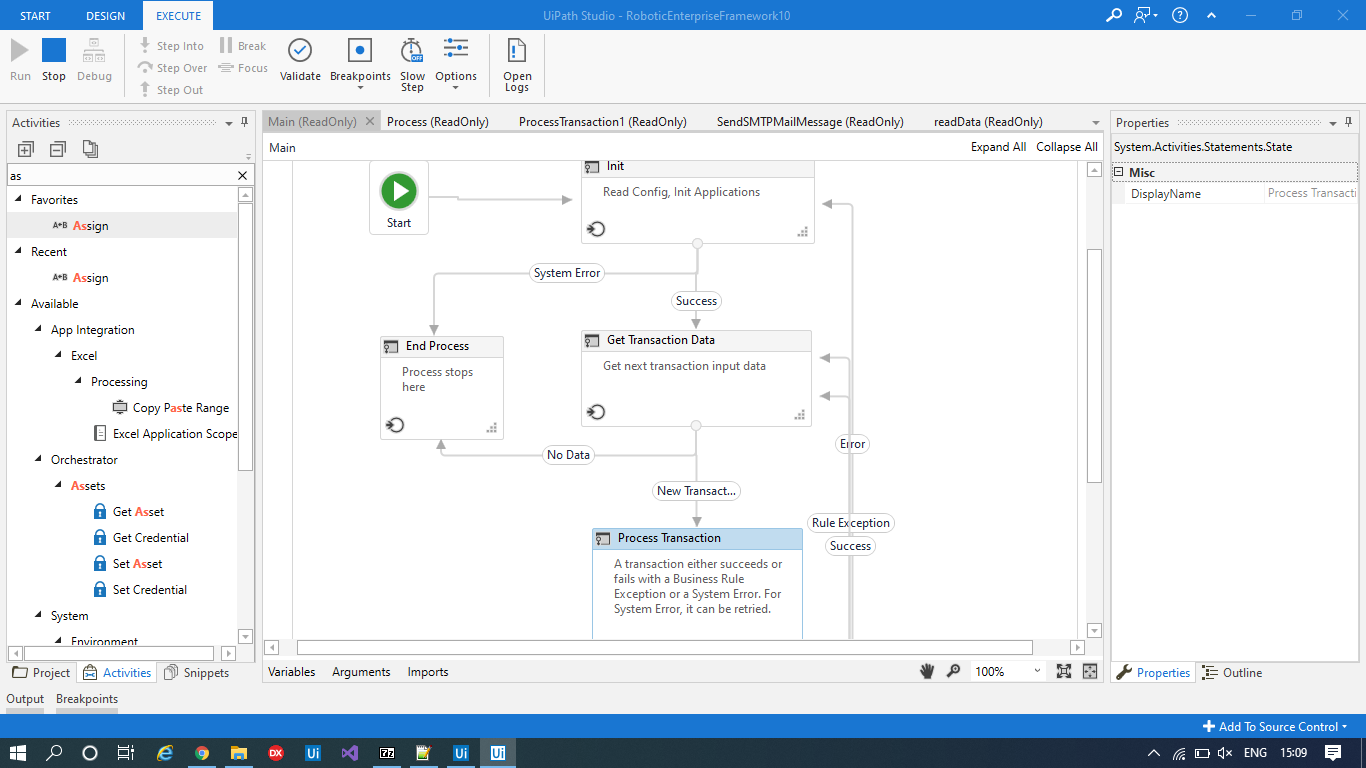 START DESIGN EXECUTE UiPath Studio - RoboticEnterpriseFramework10
Run Stop Debug
Step Into Break
Step Over Focus
Step Out
Validate Breakpoints Slow Step Options Open Logs
Activities
as
Favorites
Assign
Recent
Assign
Available
App Integration
Excel
Processing
Copy Paste Range
Excel Application Scope
Orchestrator
Assets
Get Asset
Get Credential
Set Asset
Set Credential
System
Environment
Project Activities Snippets
Output Breakpoints
Main (ReadOnly) Process (ReadOnly) ProcessTransaction1 (ReadOnly) SendSMTPMailMessage (ReadOnly) readData (ReadOnly)
Main Expand All Collapse All
Start
Init
Read Config, Init Applications
System Error
Success
End Process
Process stops
here
Get Transaction Data
Get next transaction input data
No Data
Error
New Transact...
Rule Exception
Success
Process Transaction
A transaction either succeeds or
fails with a Business Rule
Exception or a System Error. For
System Error, it can be retried.
Variables Arguments Imports 100%
Properties
System.Activities.Statements.State
Misc
DisplayName Process Transacti
Properties Outline
Add To Source Control
ENG 15:09